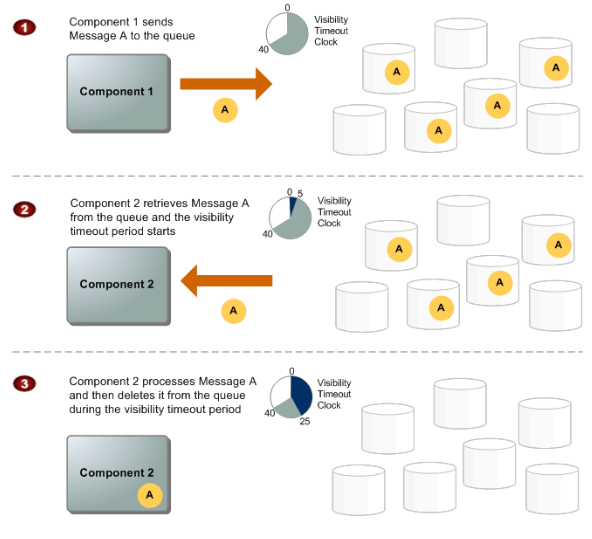 1
Component 1 sends
Message A to the queue
0
40
Visibility
Timeout
Clock
Component 1
A
A
A
A
A
2
Component 2 retrieves Message A
from the queue and the visibility
timeout period starts
0 5
40
Visibility
Timeout
Clock
Component 2
A
A
A
A
A
3
Component 2 processes Message A
and then deletes it from the queue
during the visibility timeout period
0
40
25
Visibility
Timeout
Clock
Component 2
A